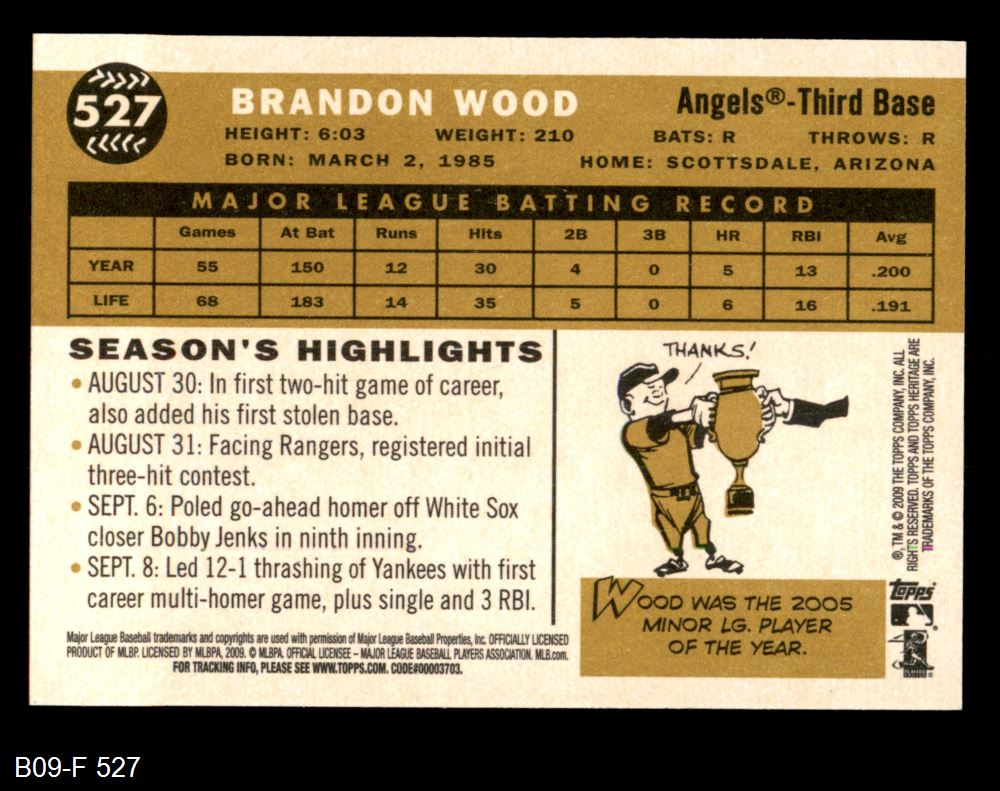 527
BRANDON WOOD
Angels®-Third Base
HEIGHT: 6:03 WEIGHT: 210 BATS: R THROWS: R
BORN: MARCH 2, 1985 HOME: SCOTTSDALE, ARIZONA
MAJOR LEAGUE BATTING RECORD
Games At Bat Runs Hits 2B 3B HR RBI Avg
YEAR 55 150 12 30 4 0 5 13 .200
LIFE 68 183 14 35 5 0 6 16 .191
SEASON'S HIGHLIGHTS
• AUGUST 30: In first two-hit game of career,
also added his first stolen base.
• AUGUST 31: Facing Rangers, registered initial
three-hit contest.
• SEPT. 6: Poled go-ahead homer off White Sox
closer Bobby Jenks in ninth inning.
• SEPT. 8: Led 12-1 thrashing of Yankees with first
career multi-homer game, plus single and 3 RBI.
Major League Baseball trademarks and copyrights are used with permission of Major League Baseball Properties, Inc. OFFICIALLY LICENSED
PRODUCT OF MLBP. LICENSED BY MLBPA, 2009. © MLBPA. OFFICIAL LICENSEE – MAJOR LEAGUE BASEBALL PLAYERS ASSOCIATION. MLB.com.
FOR TRACKING INFO, PLEASE SEE WWW.TOPPS.COM. CODE#00003703.
THANKS!
WOOD WAS THE 2005
MINOR LG. PLAYER
OF THE YEAR.
®, TM & © 2009 THE TOPPS COMPANY, INC. ALL
RIGHTS RESERVED. TOPPS AND TOPPS HERITAGE ARE
TRADEMARKS OF THE TOPPS COMPANY, INC.
Topps®
B09-F 527